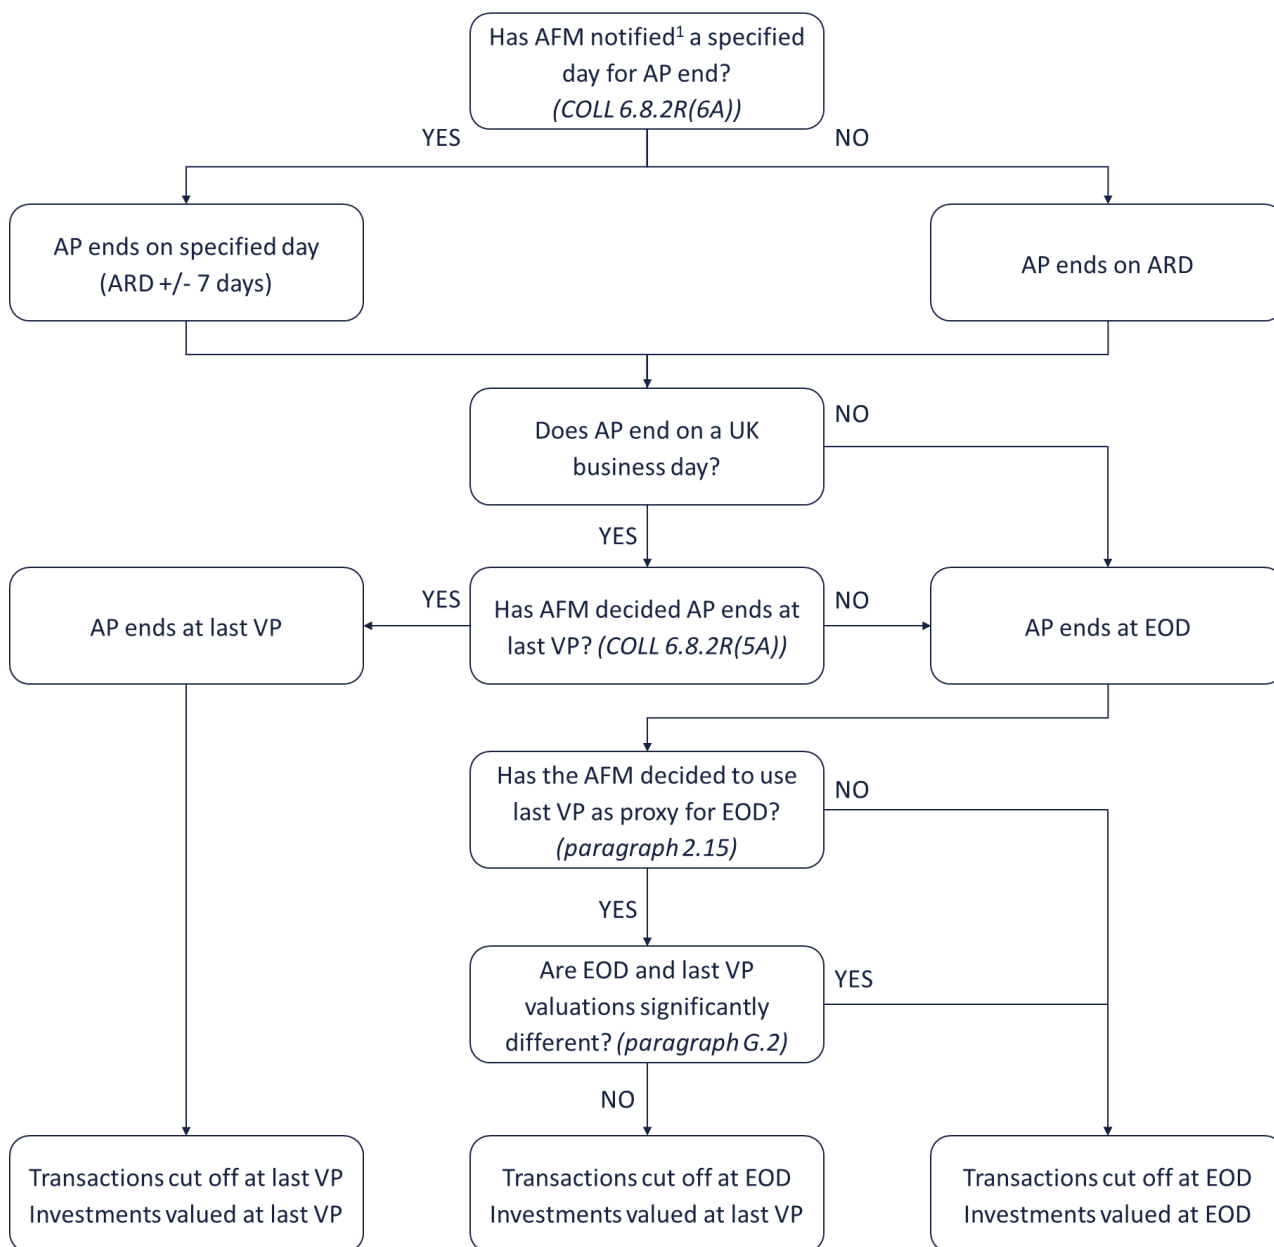 Has AFM notified¹ a specified
day for AP end?
(COLL 6.8.2R(6A))
YES
NO
AP ends on specified day
(ARD +/- 7 days)
AP ends on ARD
Does AP end on a UK
business day?
NO
YES
AP ends at last VP
YES
Has AFM decided AP ends at
last VP? (COLL 6.8.2R(5A))
NO
AP ends at EOD
Has the AFM decided to use
last VP as proxy for EOD?
(paragraph 2.15)
NO
YES
Are EOD and last VP
valuations significantly
different? (paragraph G.2)
YES
NO
Transactions cut off at last VP
Investments valued at last VP
Transactions cut off at EOD
Investments valued at last VP
Transactions cut off at EOD
Investments valued at EOD